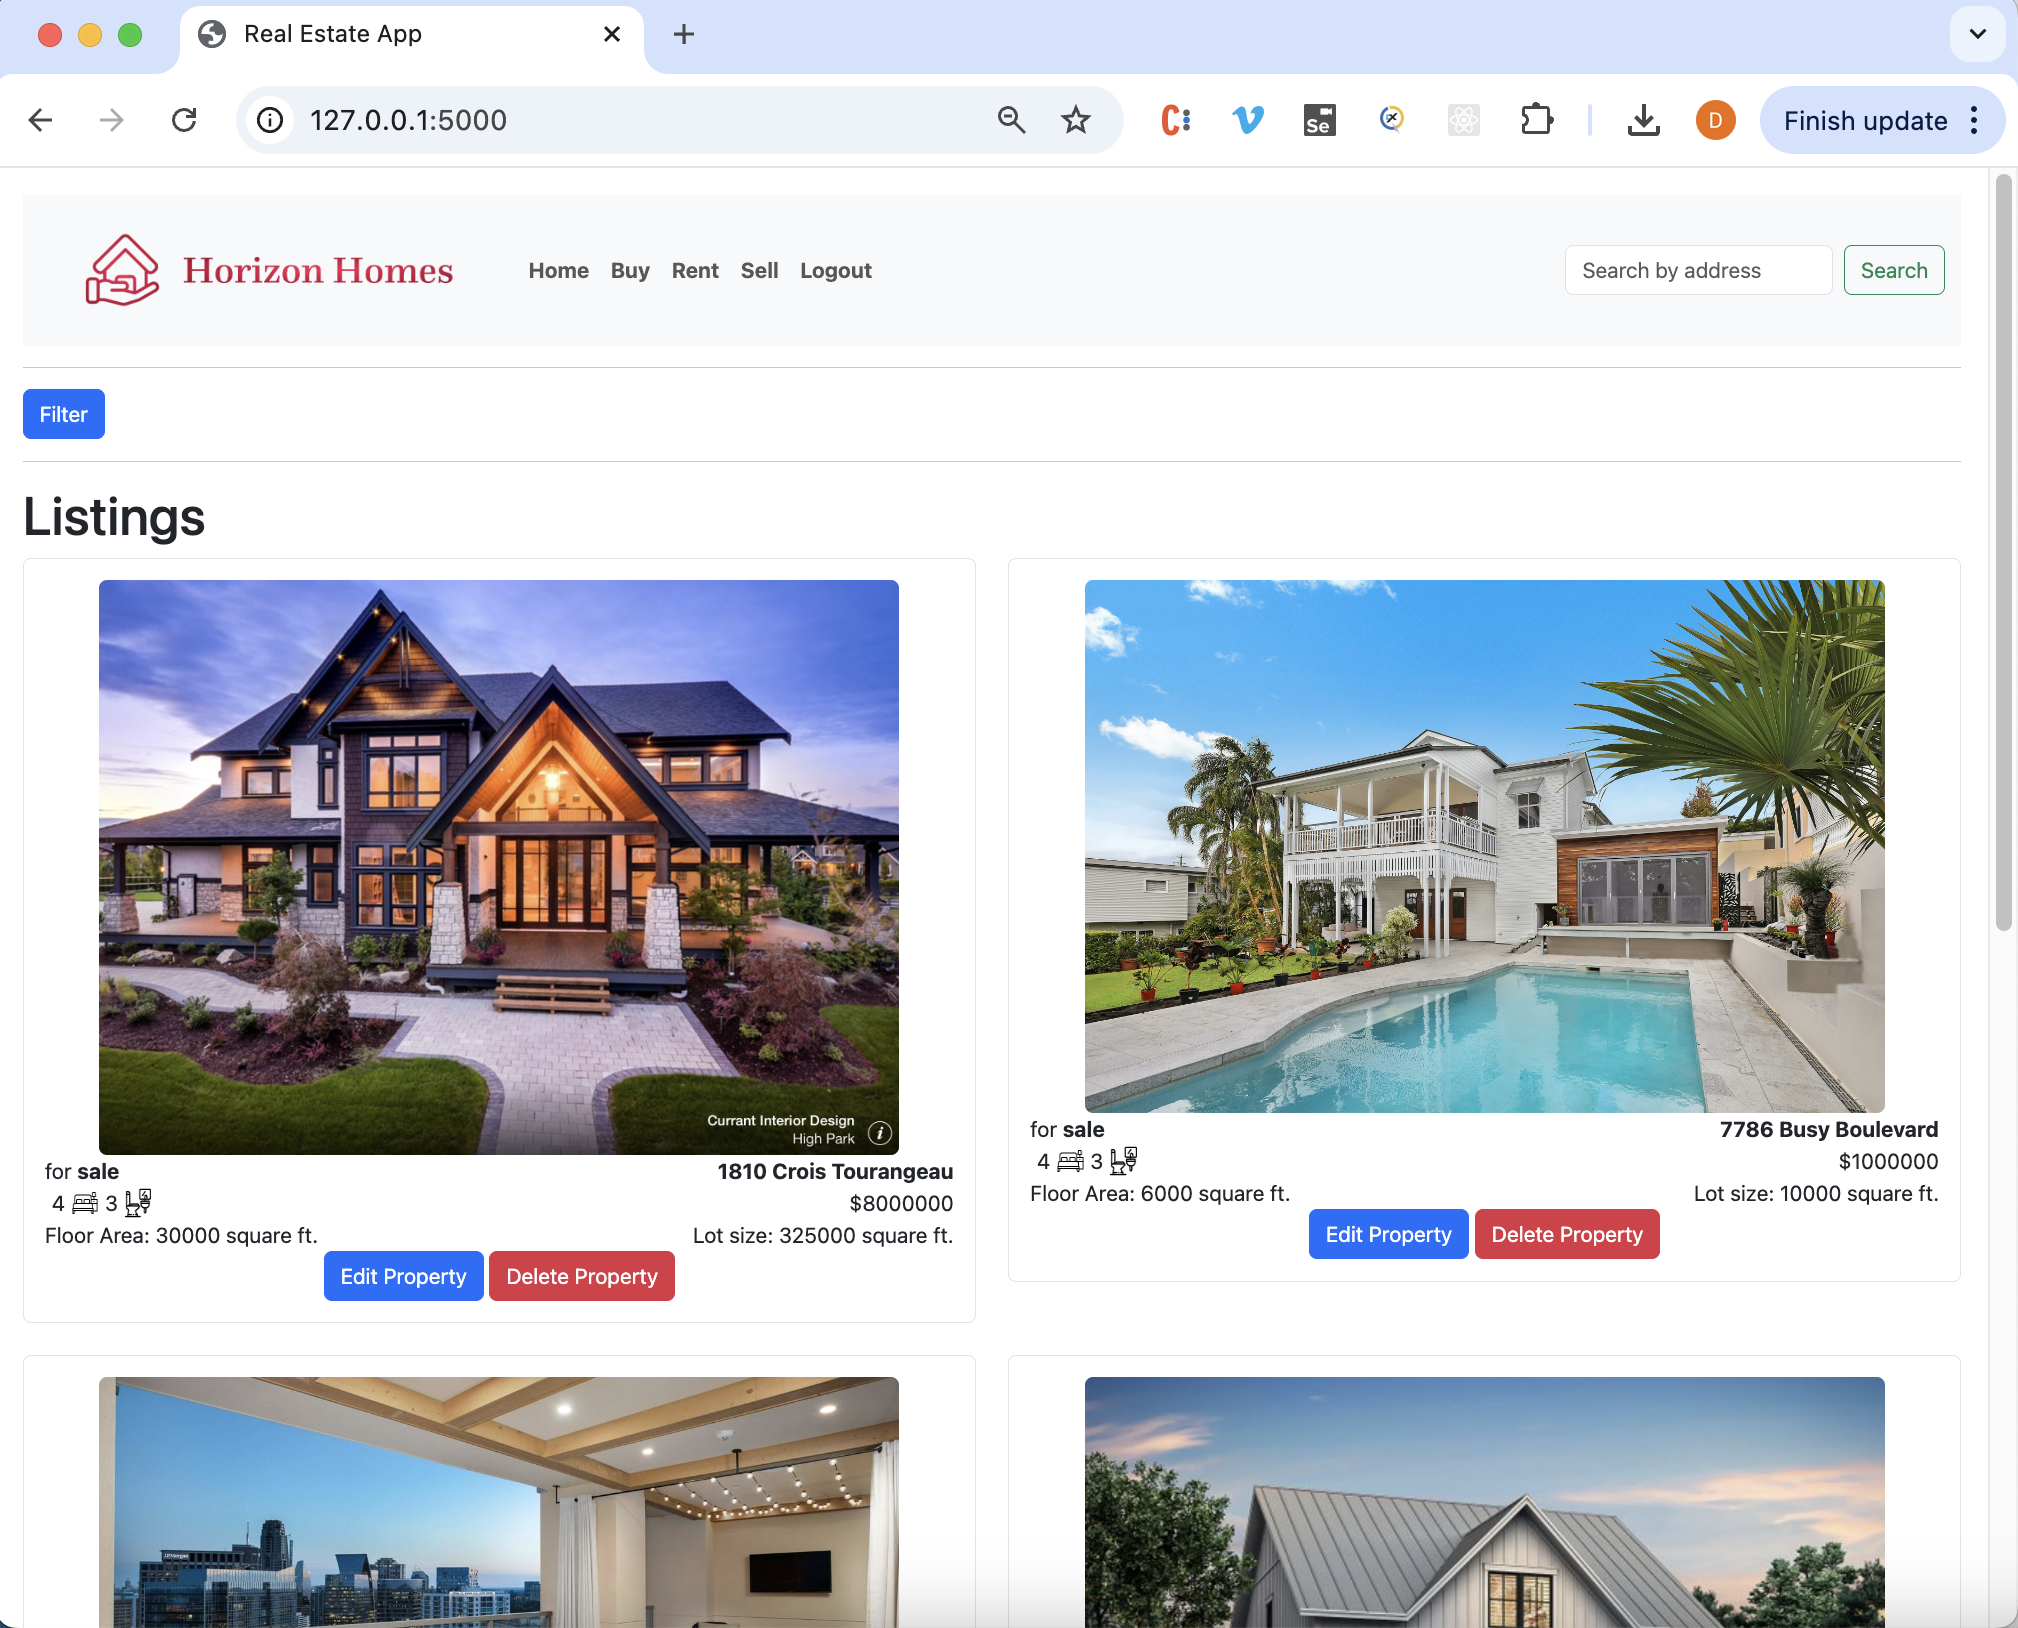 Real Estate App
127.0.0.1:5000
Se
D
Finish update
Horizon Homes
Home Buy Rent Sell Logout
Search by address
Search
Filter
Listings
Currant Interior Design
High Park
i
for sale
1810 Crois Tourangeau
4 3
$8000000
Floor Area: 30000 square ft.
Lot size: 325000 square ft.
Edit Property Delete Property
for sale
7786 Busy Boulevard
4 3
$1000000
Floor Area: 6000 square ft.
Lot size: 10000 square ft.
Edit Property Delete Property